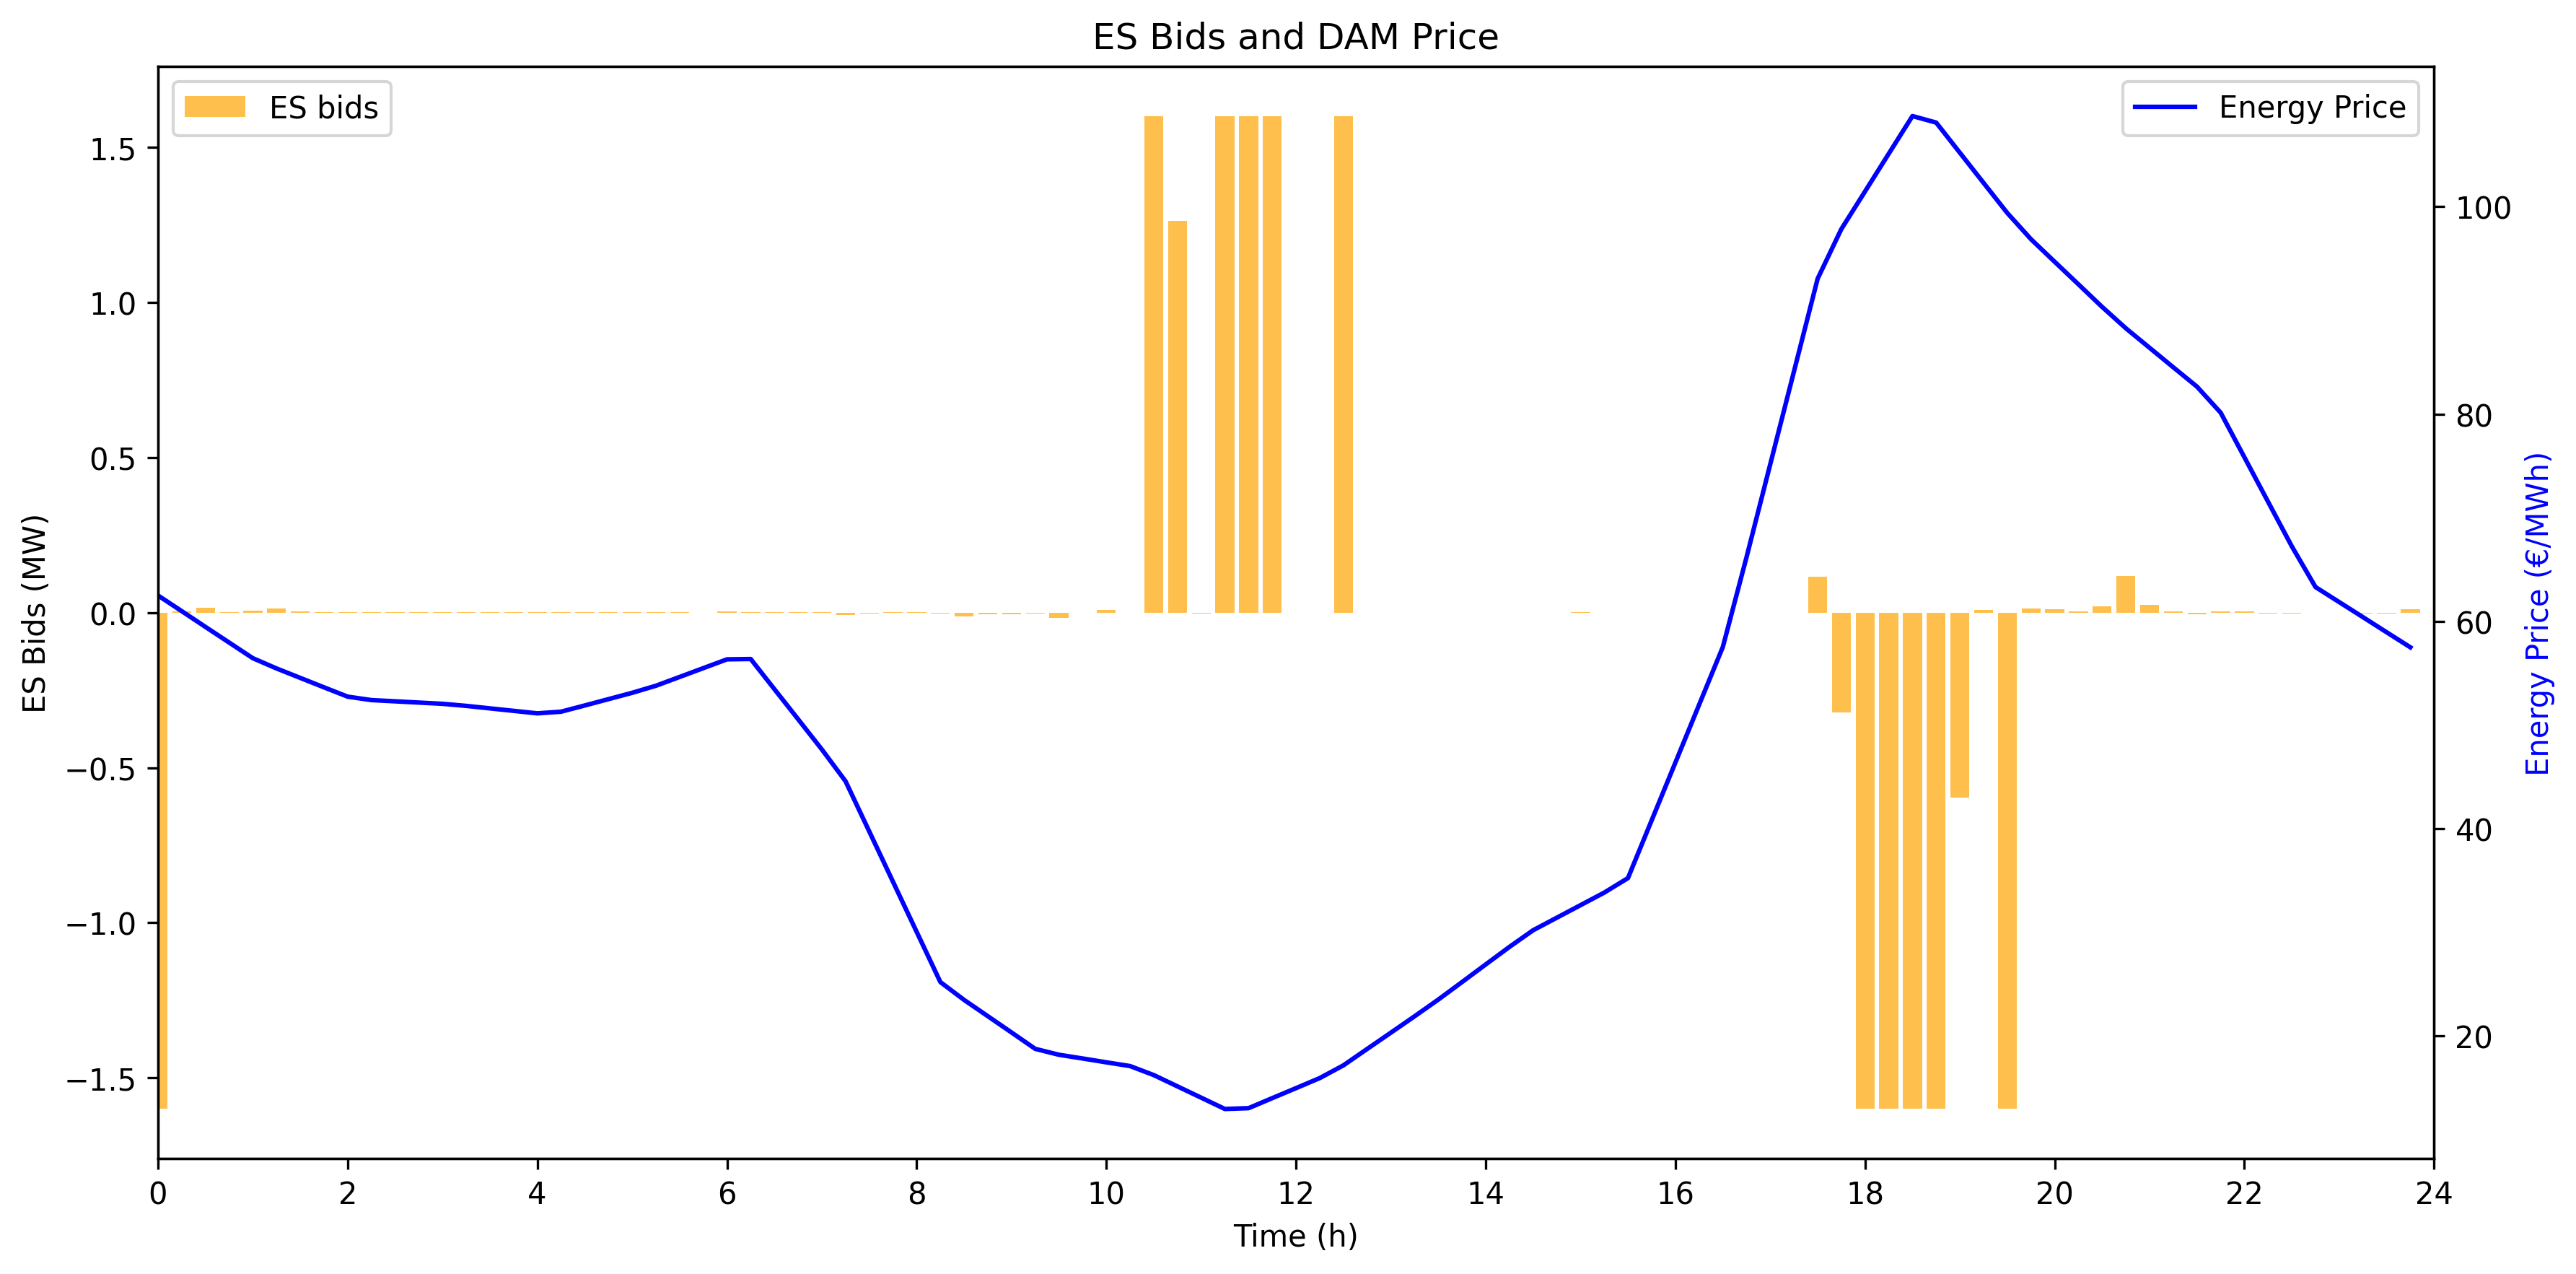 ES Bids and DAM Price
ES bids
Energy Price
1.5
1.0
0.5
0.0
−0.5
−1.0
−1.5
ES Bids (MW)
100
80
60
40
20
Energy Price (€/MWh)
0 2 4 6 8 10 12 14 16 18 20 22 24
Time (h)